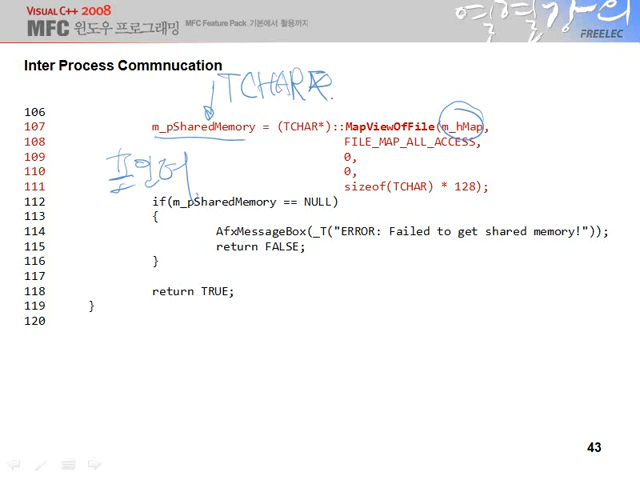 VISUAL C++ 2008
MFC 윈도우 프로그래밍 MFC Feature Pack 기본에서 활용까지
열혈강의
FREELEC
Inter Process Commnucation
TCHAR*
106
107 m_pSharedMemory = (TCHAR*)::MapViewOfFile(m_hMap,
108 FILE_MAP_ALL_ACCESS,
109 0,
110 0,
111 sizeof(TCHAR) * 128);
포인터
112 if(m_pSharedMemory == NULL)
113 {
114 AfxMessageBox(_T("ERROR: Failed to get shared memory!"));
115 return FALSE;
116 }
117
118 return TRUE;
119 }
120
43